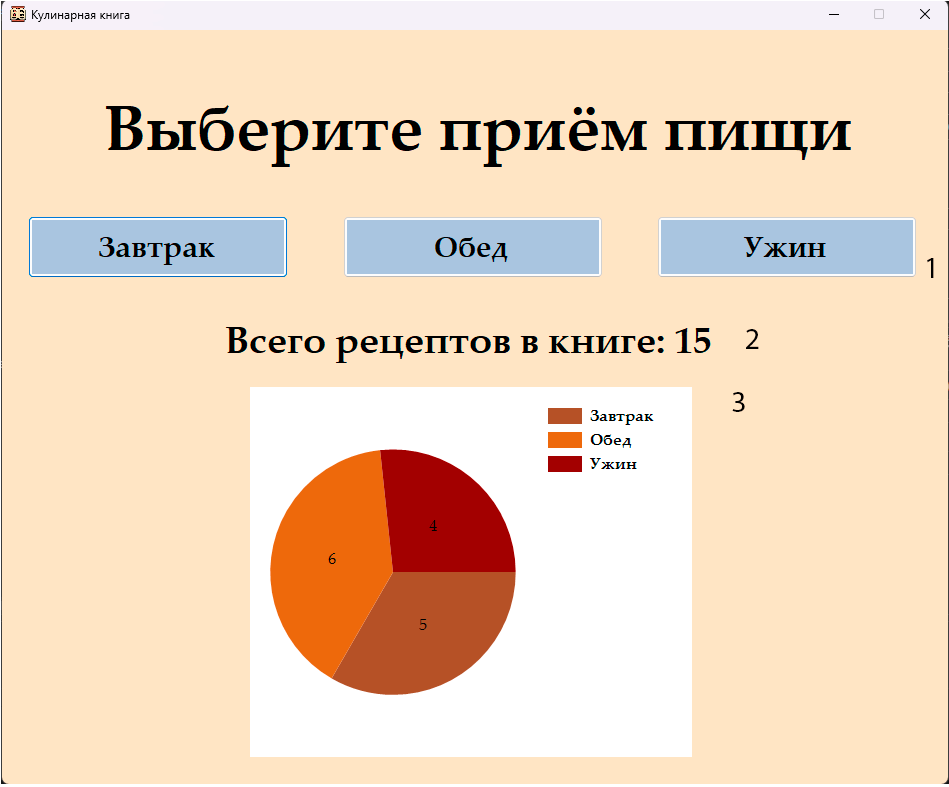 Кулинарная книга
Выберите приём пищи
Завтрак Обед Ужин
1
Всего рецептов в книге: 15 2
3
Завтрак
Обед
Ужин
4
6
5